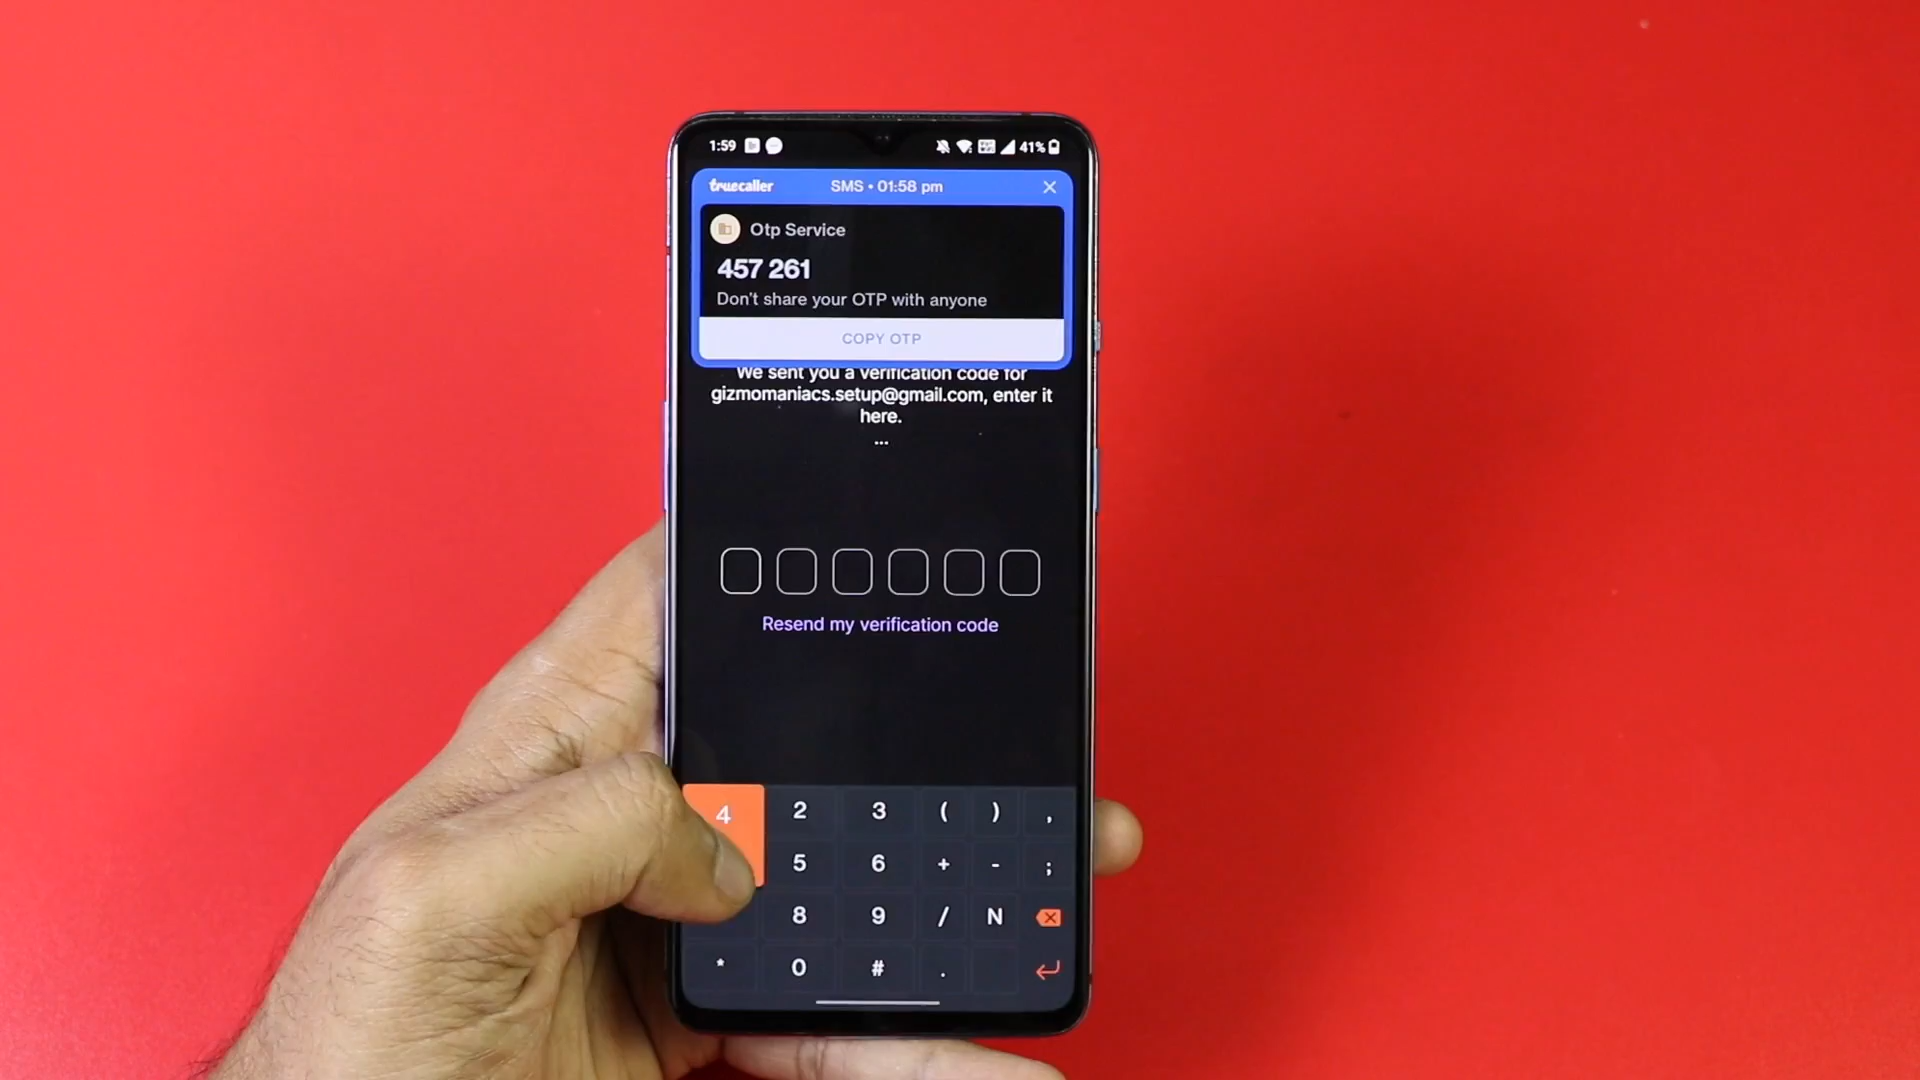 1:59 41%
truecaller SMS • 01:58 pm
Otp Service
457 261
Don't share your OTP with anyone
COPY OTP
We sent you a verification code for
gizmomaniacs.setup@gmail.com, enter it
here.
...
Resend my verification code
4 2 3 ( ) ,
5 6 + - ;
8 9 / N
* 0 # .